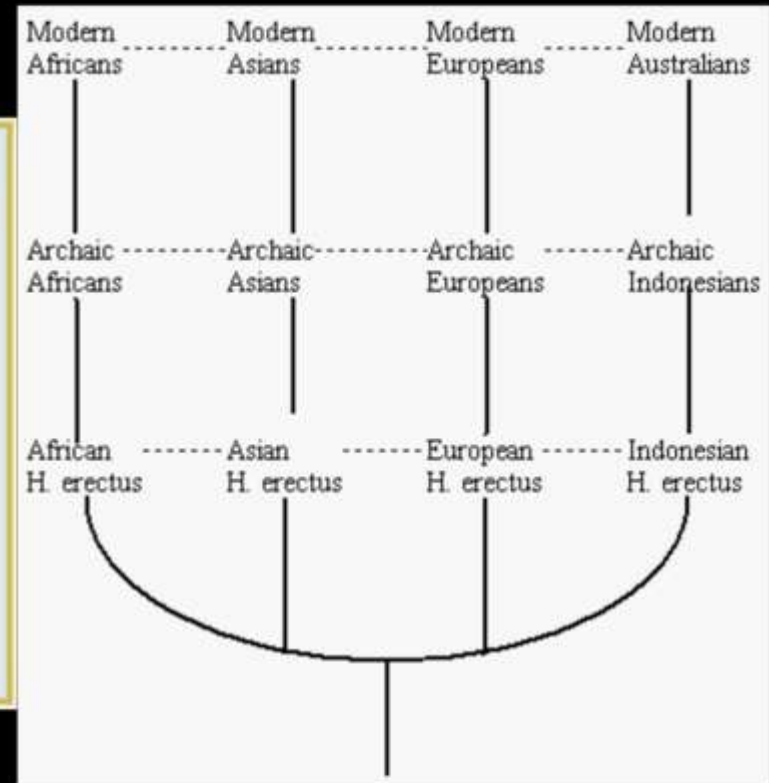 Modern Modern Modern Modern
Africans Asians Europeans Australians
Archaic Archaic Archaic Archaic
Africans Asians Europeans Indonesians
African Asian European Indonesian
H. erectus H. erectus H. erectus H. erectus